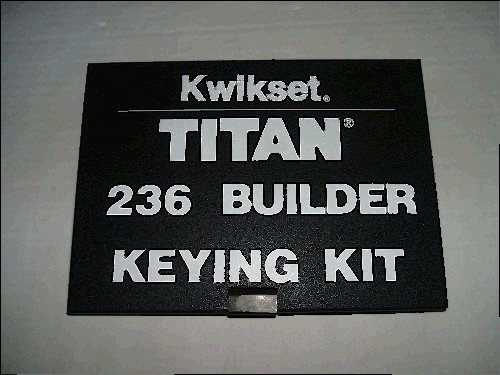 Kwikset®
TITAN®
236 BUILDER
KEYING KIT